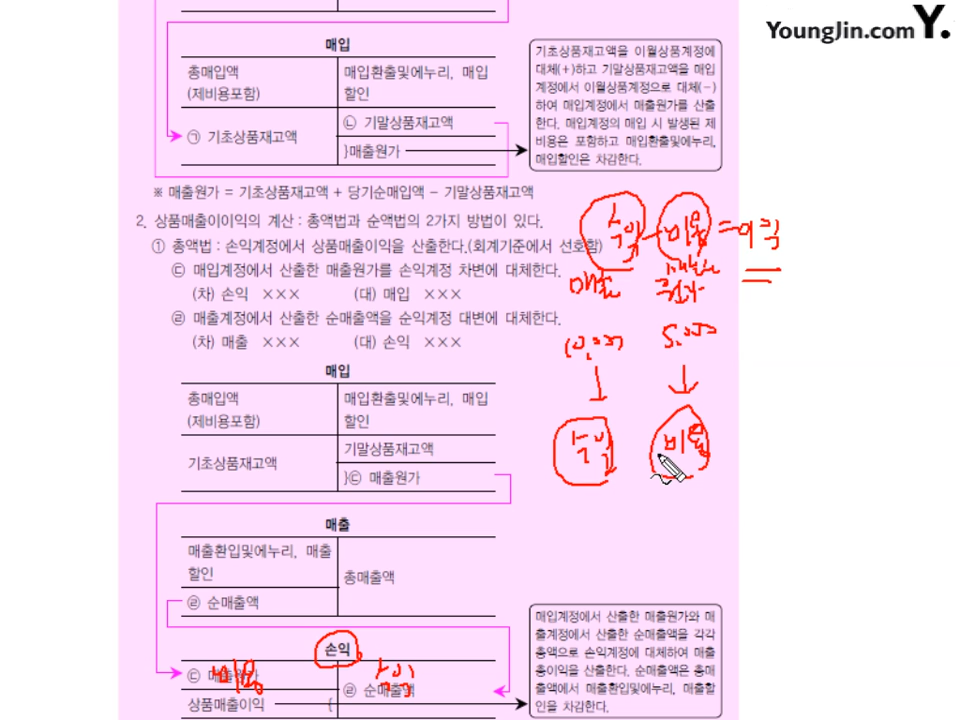 YoungJin.com Y.
매입
총매입액
(제비용포함)
매입환출및에누리, 매입
할인
㉠ 기초상품재고액
㉡ 기말상품재고액
}매출원가
기초상품재고액을 이월상품계정에
대체(+)하고 기말상품재고액을 매입
계정에서 이월상품계정으로 대체(-)
하여 매입계정에서 매출원가를 산출
한다. 매입계정의 매입 시 발생된 제
비용은 포함하고 매입환출및에누리,
매입할인은 차감한다.
※ 매출원가 = 기초상품재고액 + 당기순매입액 - 기말상품재고액
2. 상품매출이이익의 계산 : 총액법과 순액법의 2가지 방법이 있다.
① 총액법 : 손익계정에서 상품매출이익을 산출한다.(회계기준에서 선호함)
㉢ 매입계정에서 산출한 매출원가를 손익계정 차변에 대체한다.
(차) 손익 ××× (대) 매입 ×××
㉣ 매출계정에서 산출한 순매출액을 순익계정 대변에 대체한다.
(차) 매출 ××× (대) 손익 ×××
수익 - 비용 = 이익
매출 매출원가
5,000
수익 비용
매입
총매입액
(제비용포함)
매입환출및에누리, 매입
할인
기초상품재고액
기말상품재고액
}㉢ 매출원가
매출
매출환입및에누리, 매출
할인
총매출액
㉣ 순매출액
손익
㉢ 매출원가
비용
㉣ 순매출액
수익
상품매출이익 {
매입계정에서 산출한 매출원가와 매
출계정에서 산출한 순매출액을 각각
총액으로 손익계정에 대체하여 매출
총이익을 산출한다. 순매출액은 총매
출액에서 매출환입및에누리, 매출할
인을 차감한다.